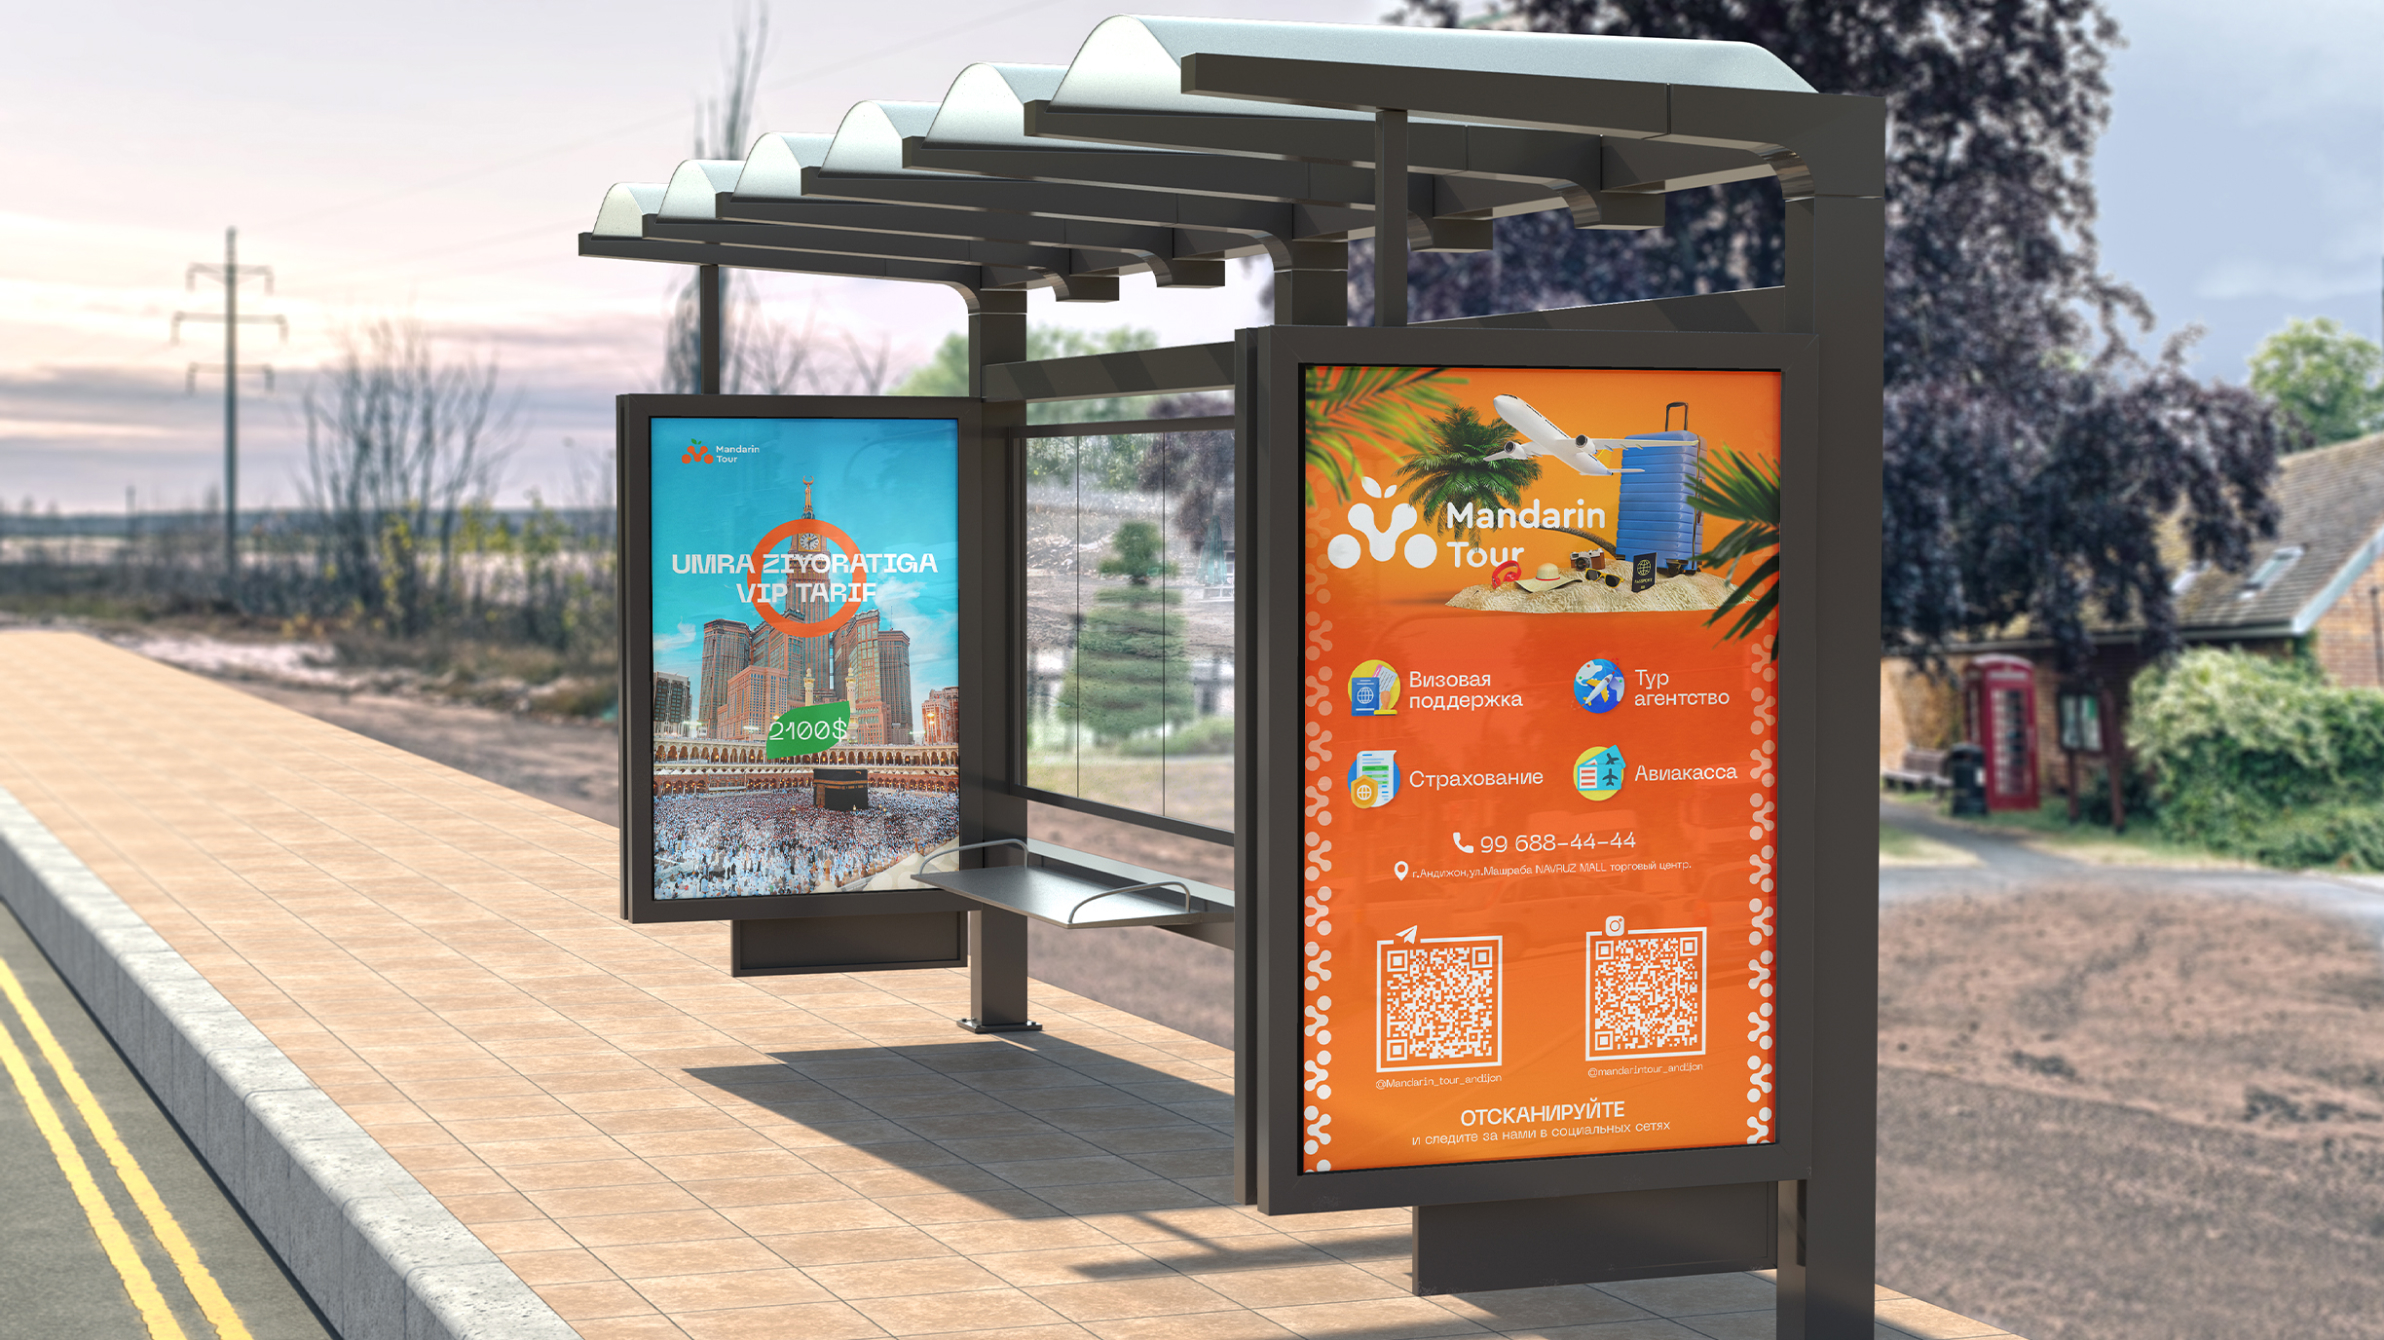 Mandarin
Tour
UMRA ZIYORATIGA
VIP TARIF
2100$
Mandarin
Tour
Визовая
поддержка
Тур
агентство
Страхование
Авиакасса
99 688-44-44
г.Андижон,ул.Машраба NAVRUZ MALL торговый центр.
@Mandarin_tour_andijon
@mandarintour_andijon
ОТСКАНИРУЙТЕ
и следите за нами в социальных сетях